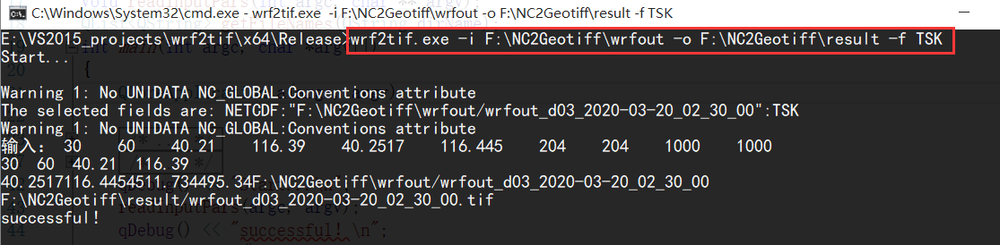 C:\Windows\System32\cmd.exe - wrf2tif.exe -i F:\NC2Geotiff\wrfout -o F:\NC2Geotiff\result -f TSK
E:\VS2015_projects\wrf2tif\x64\Release>wrf2tif.exe -i F:\NC2Geotiff\wrfout -o F:\NC2Geotiff\result -f TSK
Start...
Warning 1: No UNIDATA NC_GLOBAL:Conventions attribute
The selected fields are: NETCDF:"F:\NC2Geotiff\wrfout/wrfout_d03_2020-03-20_02_30_00":TSK
Warning 1: No UNIDATA NC_GLOBAL:Conventions attribute
输入: 30 60 40.21 116.39 40.2517 116.445 204 204 1000 1000
30 60 40.21 116.39
40.2517116.4454511.734495.34F:\NC2Geotiff\wrfout/wrfout_d03_2020-03-20_02_30_00
F:\NC2Geotiff\result/wrfout_d03_2020-03-20_02_30_00.tif
successful!
qDebug() << "successful! \n";